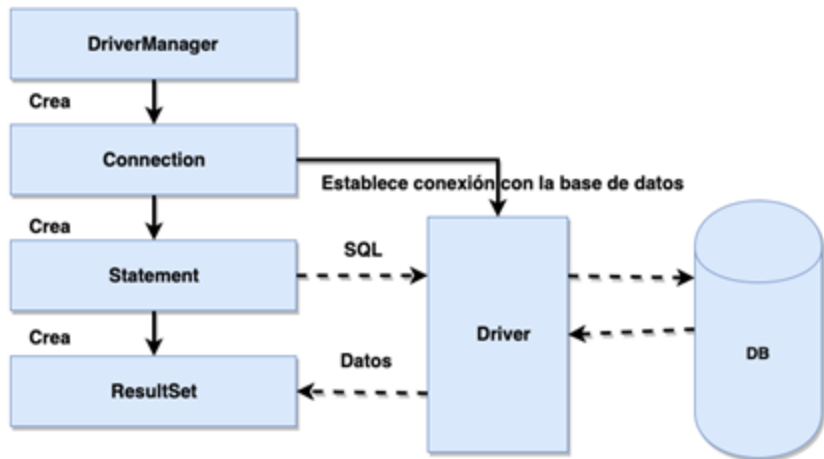 DriverManager
Crea
Connection
Establece conexión con la base de datos
Crea
Statement
SQL
Driver
DB
Crea
Datos
ResultSet